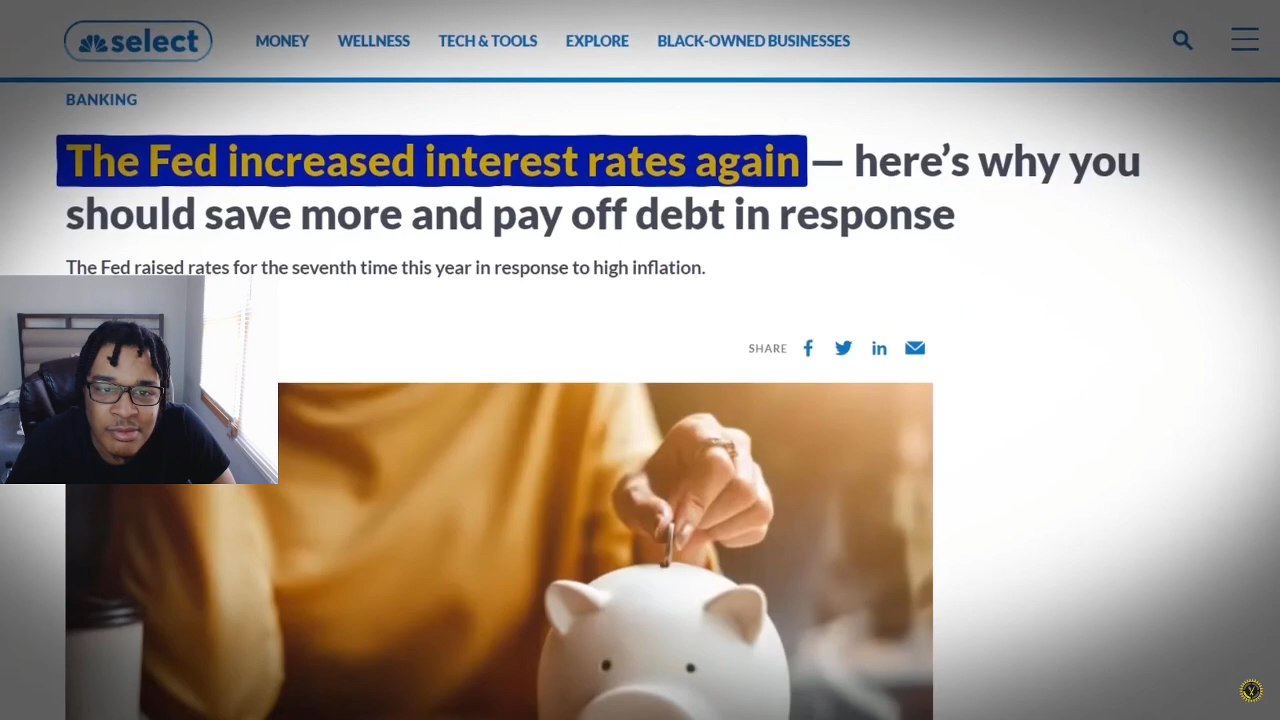 select
MONEY WELLNESS TECH & TOOLS EXPLORE BLACK-OWNED BUSINESSES
BANKING
The Fed increased interest rates again — here’s why you
should save more and pay off debt in response
The Fed raised rates for the seventh time this year in response to high inflation.
SHARE